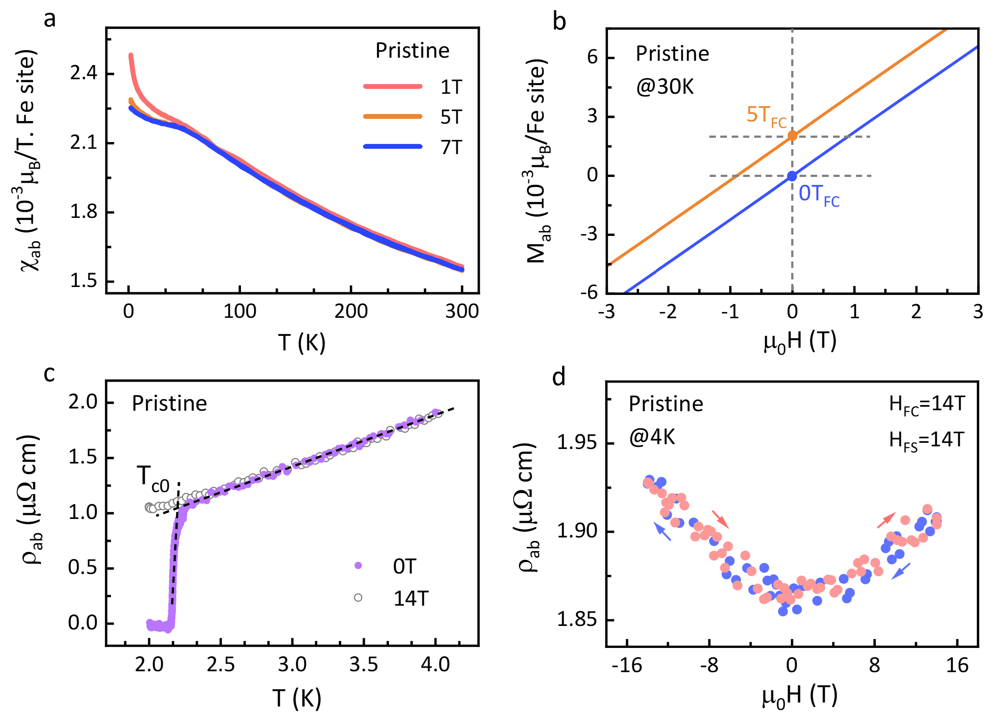 a
χab (10-3μB/T. Fe site)
2.4
2.1
1.8
1.5
Pristine
1T
5T
7T
0
100
200
300
T (K)
b
Mab (10-3μB/Fe site)
6
3
0
-3
-6
Pristine
@30K
5TFC
0TFC
-3
-2
-1
0
1
2
3
μ0H (T)
c
ρab (μΩ cm)
2.0
1.5
1.0
0.5
0.0
Pristine
Tc0
0T
14T
2.0
2.5
3.0
3.5
4.0
T (K)
d
ρab (μΩ cm)
1.95
1.90
1.85
Pristine
@4K
HFC=14T
HFS=14T
-16
-8
0
8
16
μ0H (T)